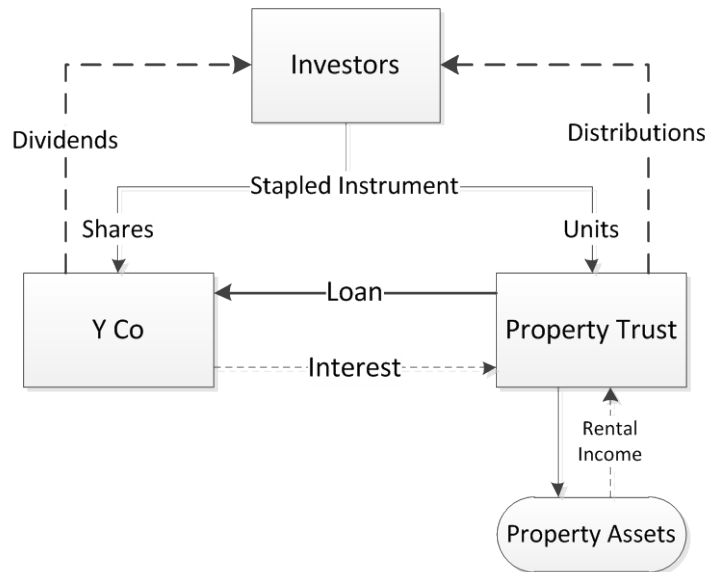 Investors
Dividends
Distributions
Stapled Instrument
Shares
Units
Y Co
Loan
Property Trust
Interest
Rental
Income
Property Assets